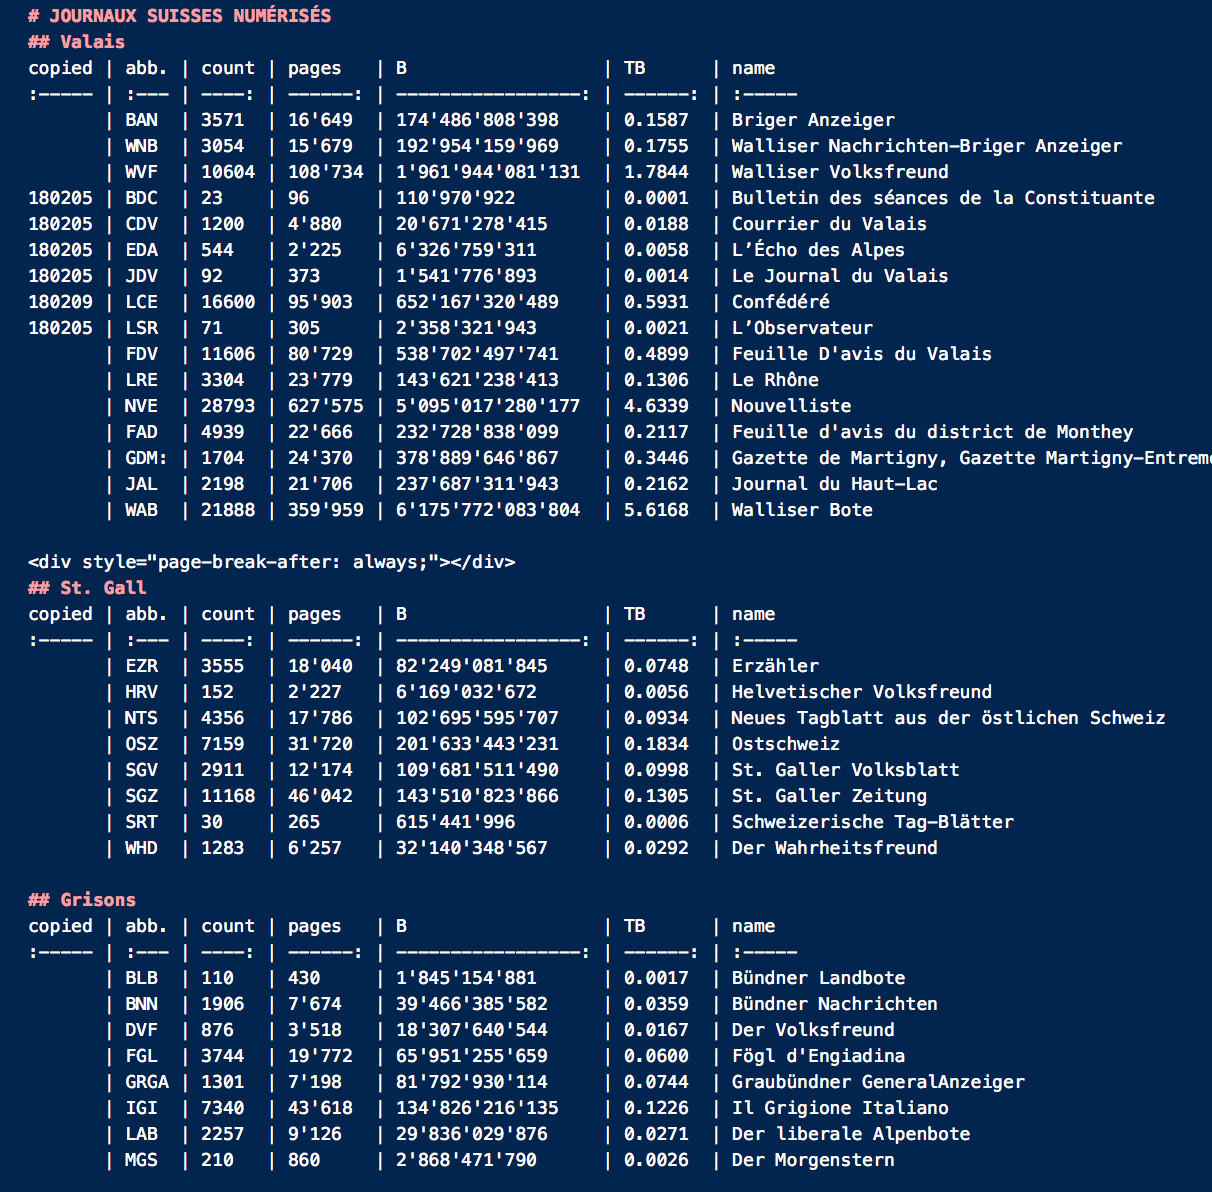 # JOURNAUX SUISSES NUMÉRISÉS
## Valais
copied | abb. | count | pages | B | TB | name
:----- | :--- | ----: | ------: | -----------------: | ------: | :-----
| BAN | 3571 | 16'649 | 174'486'808'398 | 0.1587 | Briger Anzeiger
| WNB | 3054 | 15'679 | 192'954'159'969 | 0.1755 | Walliser Nachrichten-Briger Anzeiger
| WVF | 10604 | 108'734 | 1'961'944'081'131 | 1.7844 | Walliser Volksfreund
180205 | BDC | 23 | 96 | 110'970'922 | 0.0001 | Bulletin des séances de la Constituante
180205 | CDV | 1200 | 4'880 | 20'671'278'415 | 0.0188 | Courrier du Valais
180205 | EDA | 544 | 2'225 | 6'326'759'311 | 0.0058 | L’Écho des Alpes
180205 | JDV | 92 | 373 | 1'541'776'893 | 0.0014 | Le Journal du Valais
180209 | LCE | 16600 | 95'903 | 652'167'320'489 | 0.5931 | Confédéré
180205 | LSR | 71 | 305 | 2'358'321'943 | 0.0021 | L’Observateur
| FDV | 11606 | 80'729 | 538'702'497'741 | 0.4899 | Feuille D'avis du Valais
| LRE | 3304 | 23'779 | 143'621'238'413 | 0.1306 | Le Rhône
| NVE | 28793 | 627'575 | 5'095'017'280'177 | 4.6339 | Nouvelliste
| FAD | 4939 | 22'666 | 232'728'838'099 | 0.2117 | Feuille d'avis du district de Monthey
| GDM: | 1704 | 24'370 | 378'889'646'867 | 0.3446 | Gazette de Martigny, Gazette Martigny-Entrem
| JAL | 2198 | 21'706 | 237'687'311'943 | 0.2162 | Journal du Haut-Lac
| WAB | 21888 | 359'959 | 6'175'772'083'804 | 5.6168 | Walliser Bote
<div style="page-break-after: always;"></div>
## St. Gall
copied | abb. | count | pages | B | TB | name
:----- | :--- | ----: | ------: | -----------------: | ------: | :-----
| EZR | 3555 | 18'040 | 82'249'081'845 | 0.0748 | Erzähler
| HRV | 152 | 2'227 | 6'169'032'672 | 0.0056 | Helvetischer Volksfreund
| NTS | 4356 | 17'786 | 102'695'595'707 | 0.0934 | Neues Tagblatt aus der östlichen Schweiz
| OSZ | 7159 | 31'720 | 201'633'443'231 | 0.1834 | Ostschweiz
| SGV | 2911 | 12'174 | 109'681'511'490 | 0.0998 | St. Galler Volksblatt
| SGZ | 11168 | 46'042 | 143'510'823'866 | 0.1305 | St. Galler Zeitung
| SRT | 30 | 265 | 615'441'996 | 0.0006 | Schweizerische Tag-Blätter
| WHD | 1283 | 6'257 | 32'140'348'567 | 0.0292 | Der Wahrheitsfreund
## Grisons
copied | abb. | count | pages | B | TB | name
:----- | :--- | ----: | ------: | -----------------: | ------: | :-----
| BLB | 110 | 430 | 1'845'154'881 | 0.0017 | Bündner Landbote
| BNN | 1906 | 7'674 | 39'466'385'582 | 0.0359 | Bündner Nachrichten
| DVF | 876 | 3'518 | 18'307'640'544 | 0.0167 | Der Volksfreund
| FGL | 3744 | 19'772 | 65'951'255'659 | 0.0600 | Fögl d'Engiadina
| GRGA | 1301 | 7'198 | 81'792'930'114 | 0.0744 | Graubündner GeneralAnzeiger
| IGI | 7340 | 43'618 | 134'826'216'135 | 0.1226 | Il Grigione Italiano
| LAB | 2257 | 9'126 | 29'836'029'876 | 0.0271 | Der liberale Alpenbote
| MGS | 210 | 860 | 2'868'471'790 | 0.0026 | Der Morgenstern